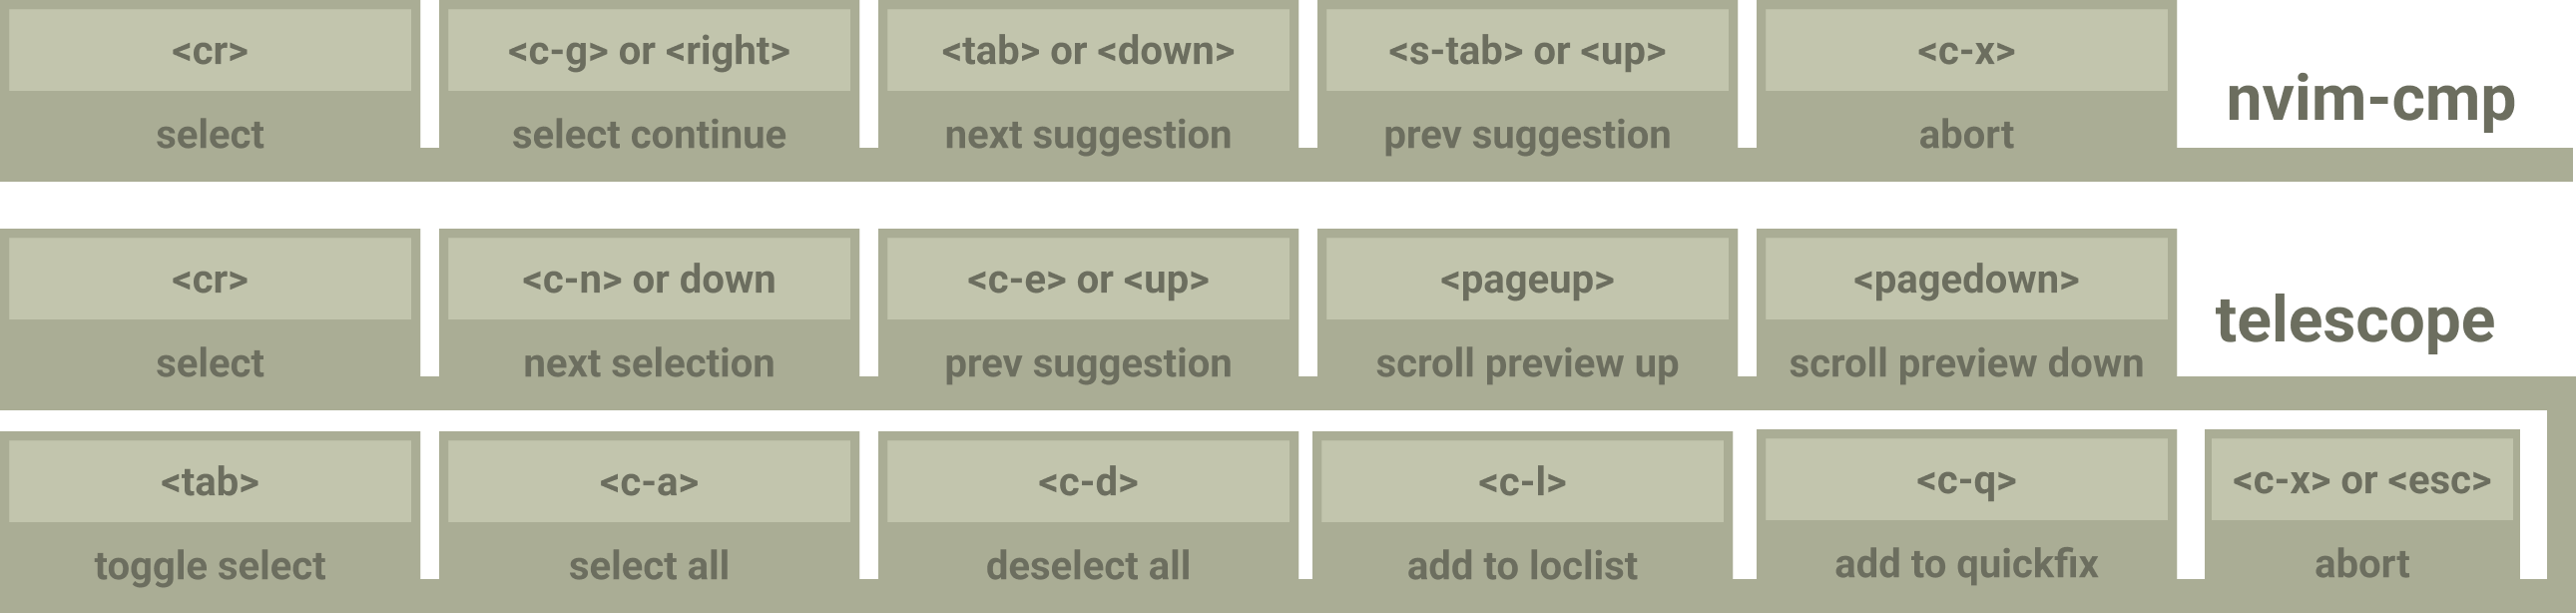 <cr>
select
<c-g> or <right>
select continue
<tab> or <down>
next suggestion
<s-tab> or <up>
prev suggestion
<c-x>
abort
nvim-cmp
<cr>
select
<c-n> or down
next selection
<c-e> or <up>
prev suggestion
<pageup>
scroll preview up
<pagedown>
scroll preview down
telescope
<tab>
toggle select
<c-a>
select all
<c-d>
deselect all
<c-l>
add to loclist
<c-q>
add to quickfix
<c-x> or <esc>
abort